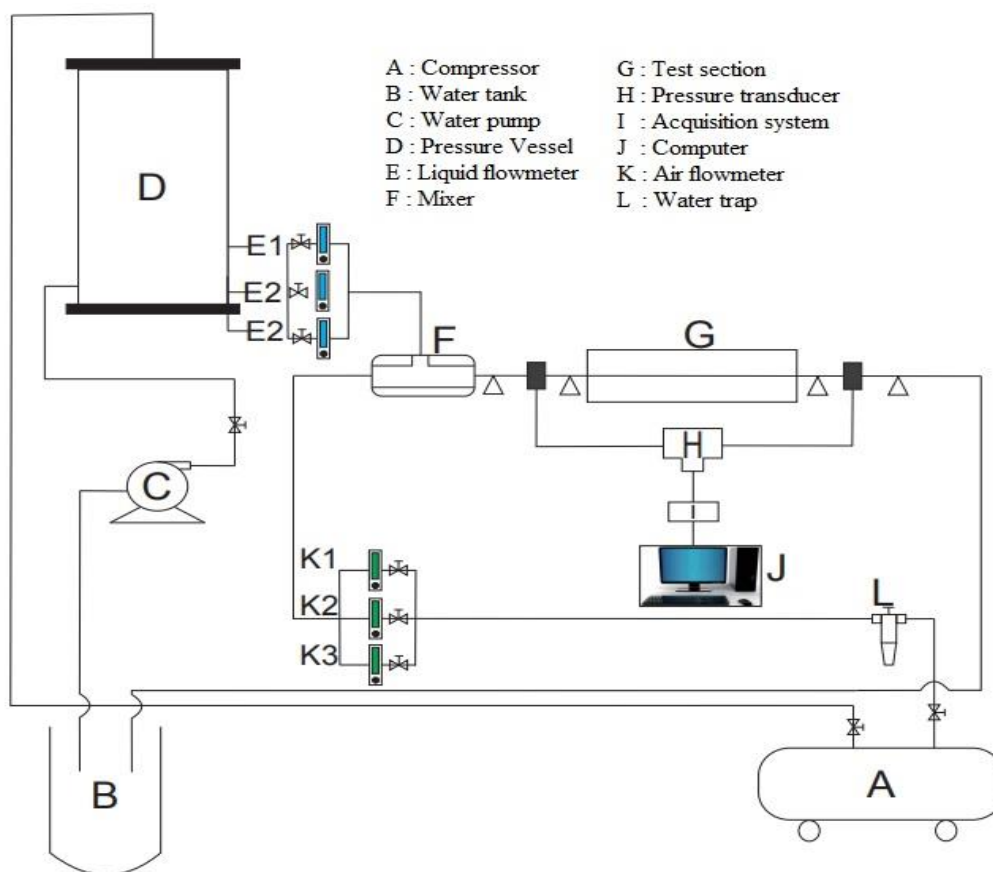 A : Compressor
B : Water tank
C : Water pump
D : Pressure Vessel
E : Liquid flowmeter
F : Mixer
G : Test section
H : Pressure transducer
I : Acquisition system
J : Computer
K : Air flowmeter
L : Water trap
D
E1
E2
E2
F
G
C
H
I
J
K1
K2
K3
L
B
A